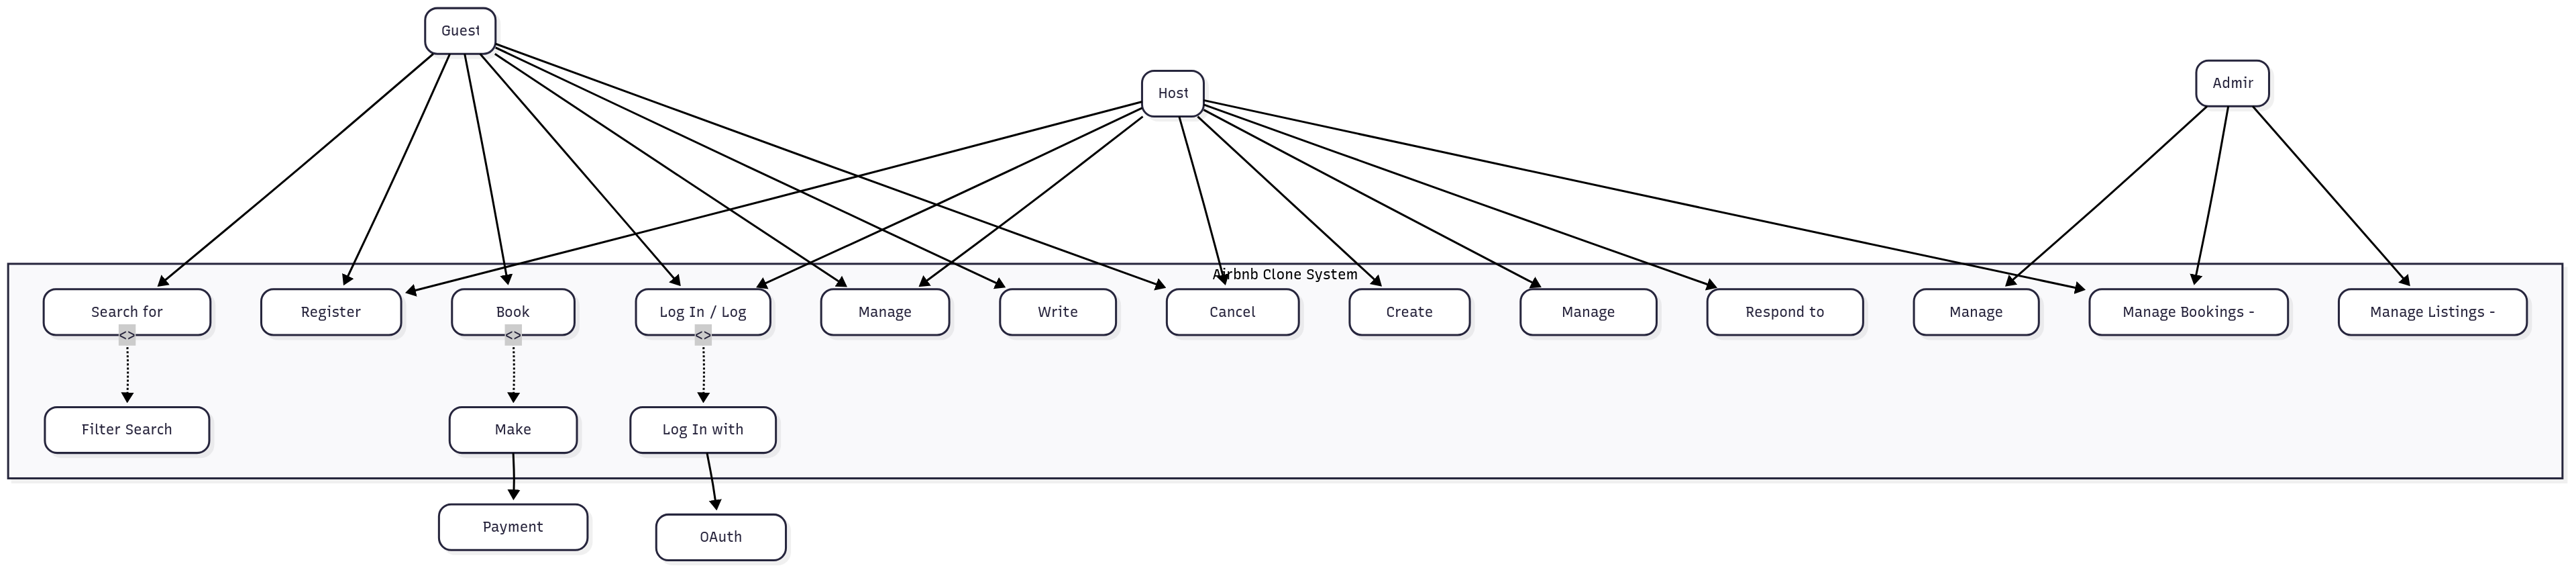 Guest
Host
Admir
Airbnb Clone System
Search for
Register
Book
Log In / Log
Manage
Write
Cancel
Create
Manage
Respond to
Manage
Manage Bookings -
Manage Listings -
<>
<>
<>
Filter Search
Make
Log In with
Payment
OAuth